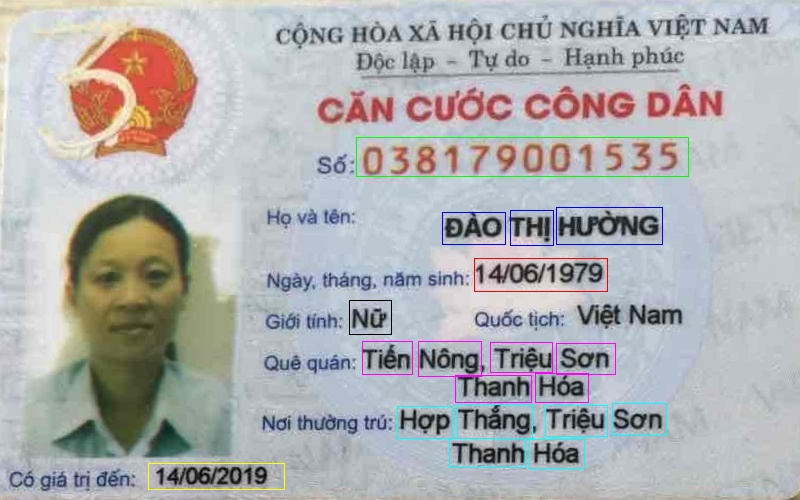 CỘNG HÒA XÃ HỘI CHỦ NGHĨA VIỆT NAM
Độc lập - Tự do - Hạnh phúc
CĂN CƯỚC CÔNG DÂN
Số: 038179001535
Họ và tên: ĐÀO THỊ HƯỜNG
Ngày, tháng, năm sinh: 14/06/1979
Giới tính: Nữ Quốc tịch: Việt Nam
Quê quán: Tiến Nông, Triệu Sơn
Thanh Hóa
Nơi thường trú: Hợp Thắng, Triệu Sơn
Thanh Hóa
Có giá trị đến: 14/06/2019